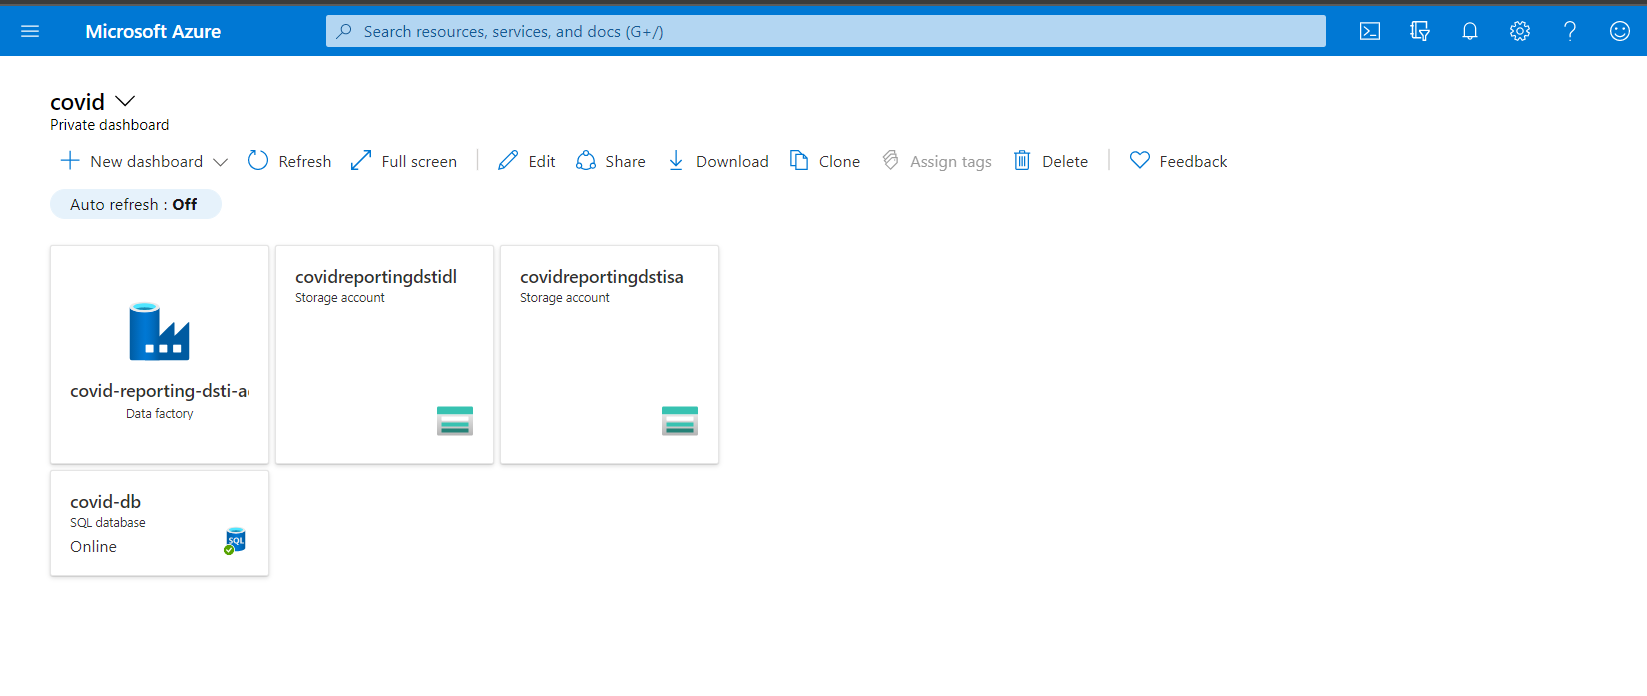 Microsoft Azure
Search resources, services, and docs (G+/)
covid
Private dashboard
New dashboard Refresh Full screen Edit Share Download Clone Assign tags Delete Feedback
Auto refresh : Off
covid-reporting-dsti-a
Data factory
covidreportingdstidl
Storage account
covidreportingdstisa
Storage account
covid-db
SQL database
Online
SQL